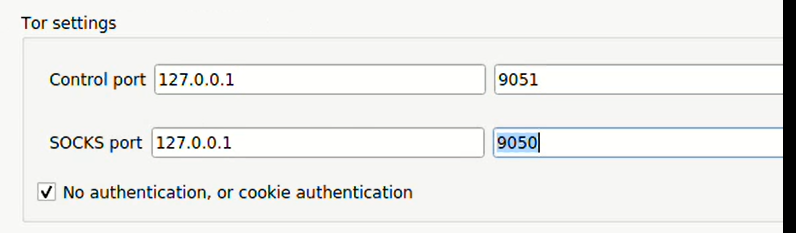 Tor settings
Control port 127.0.0.1 9051
SOCKS port 127.0.0.1 9050
No authentication, or cookie authentication